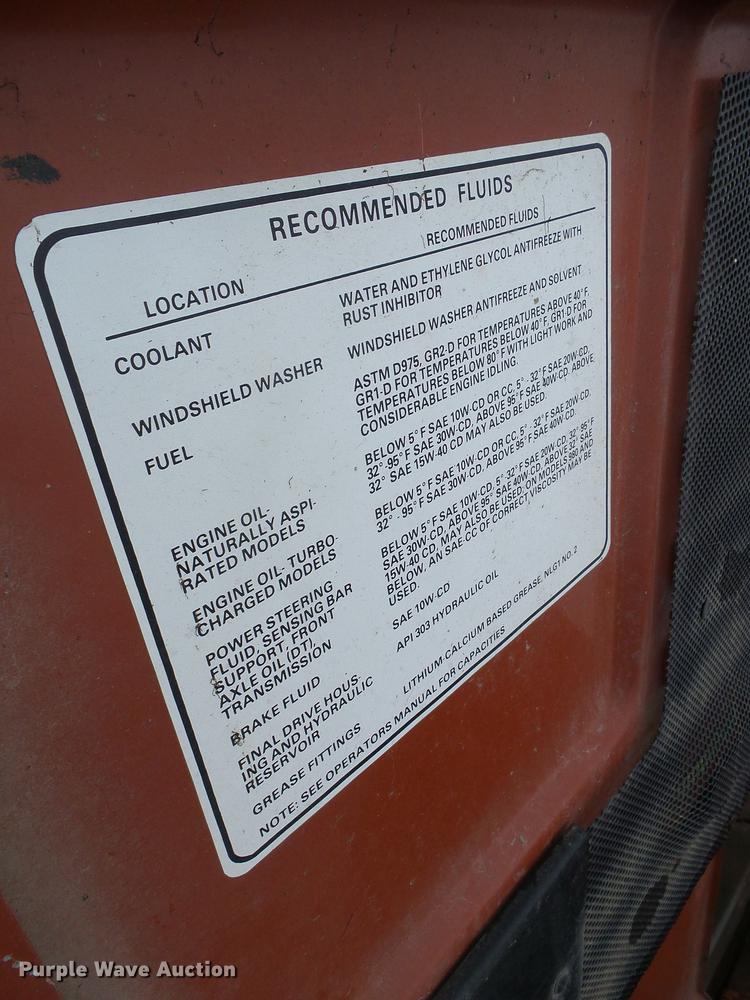 RECOMMENDED FLUIDS
LOCATION
RECOMMENDED FLUIDS
COOLANT
WATER AND ETHYLENE GLYCOL ANTIFREEZE WITH
RUST INHIBITOR
WINDSHIELD WASHER
WINDSHIELD WASHER ANTIFREEZE AND SOLVENT
FUEL
ASTM D975, GR2-D FOR TEMPERATURES ABOVE 40°F,
GR1-D FOR TEMPERATURES BELOW 40°F. GR1-D FOR
TEMPERATURES BELOW 80°F WITH LIGHT WORK AND
CONSIDERABLE ENGINE IDLING.
ENGINE OIL-
NATURALLY ASPI-
RATED MODELS
BELOW 5°F SAE 10W-CD OR CC, 5° - 32°F SAE 20W-CD,
32° -95°F SAE 30W-CD, ABOVE 95°F SAE 40W-CD. ABOVE
32° SAE 15W-40 CD MAY ALSO BE USED.
ENGINE OIL- TURBO-
CHARGED MODELS
BELOW 5°F SAE 10W-CD OR CC, 5° - 32°F SAE 20W-CD,
32° - 95°F SAE 30W-CD, ABOVE 95°F SAE 40W-CD.
POWER STEERING
FLUID, SENSING BAR
SUPPORT, FRONT
AXLE OIL (DT),
TRANSMISSION
BELOW 5°F SAE 10W-CD, 5°-32°F SAE 20W-CD, 32°-95°F
SAE 30W-CD, ABOVE 95° SAE 40W-CD, ABOVE 32° SAE
15W-40 CD, MAY ALSO BE USED, ON MODELS 960 AND
BELOW, AN SAE-CC OF CORRECT VISCOSITY MAY BE
USED.
BRAKE FLUID
SAE 10W-CD
FINAL DRIVE HOUS-
ING AND HYDRAULIC
RESERVOIR
API 303 HYDRAULIC OIL
GREASE FITTINGS
LITHIUM-CALCIUM BASED GREASE, NLG1 NO. 2
NOTE: SEE OPERATORS MANUAL FOR CAPACITIES
Purple Wave Auction